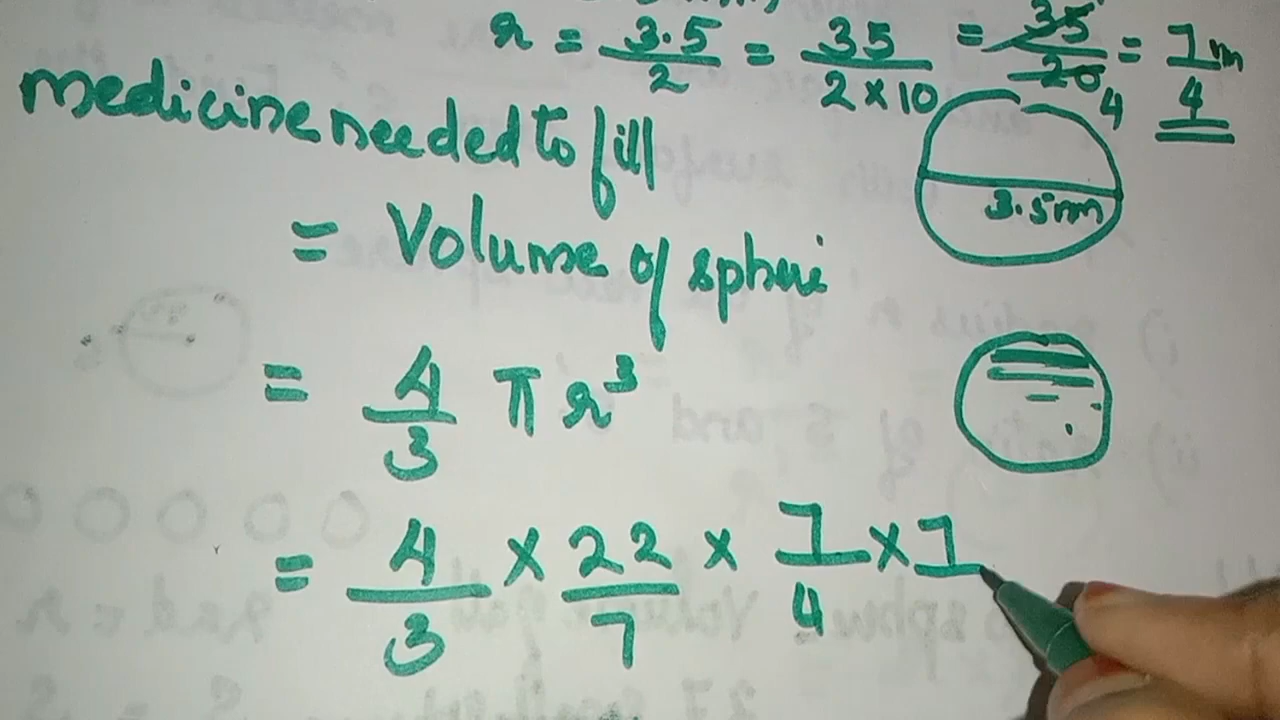 r = 3.5/2 = 35/2×10 = 35/20 4 = 7/4 m
medicine needed to fill
3.5mm
= Volume of sphere
= 4/3 π r³
= 4/3 × 22/7 × 7/4 × 7